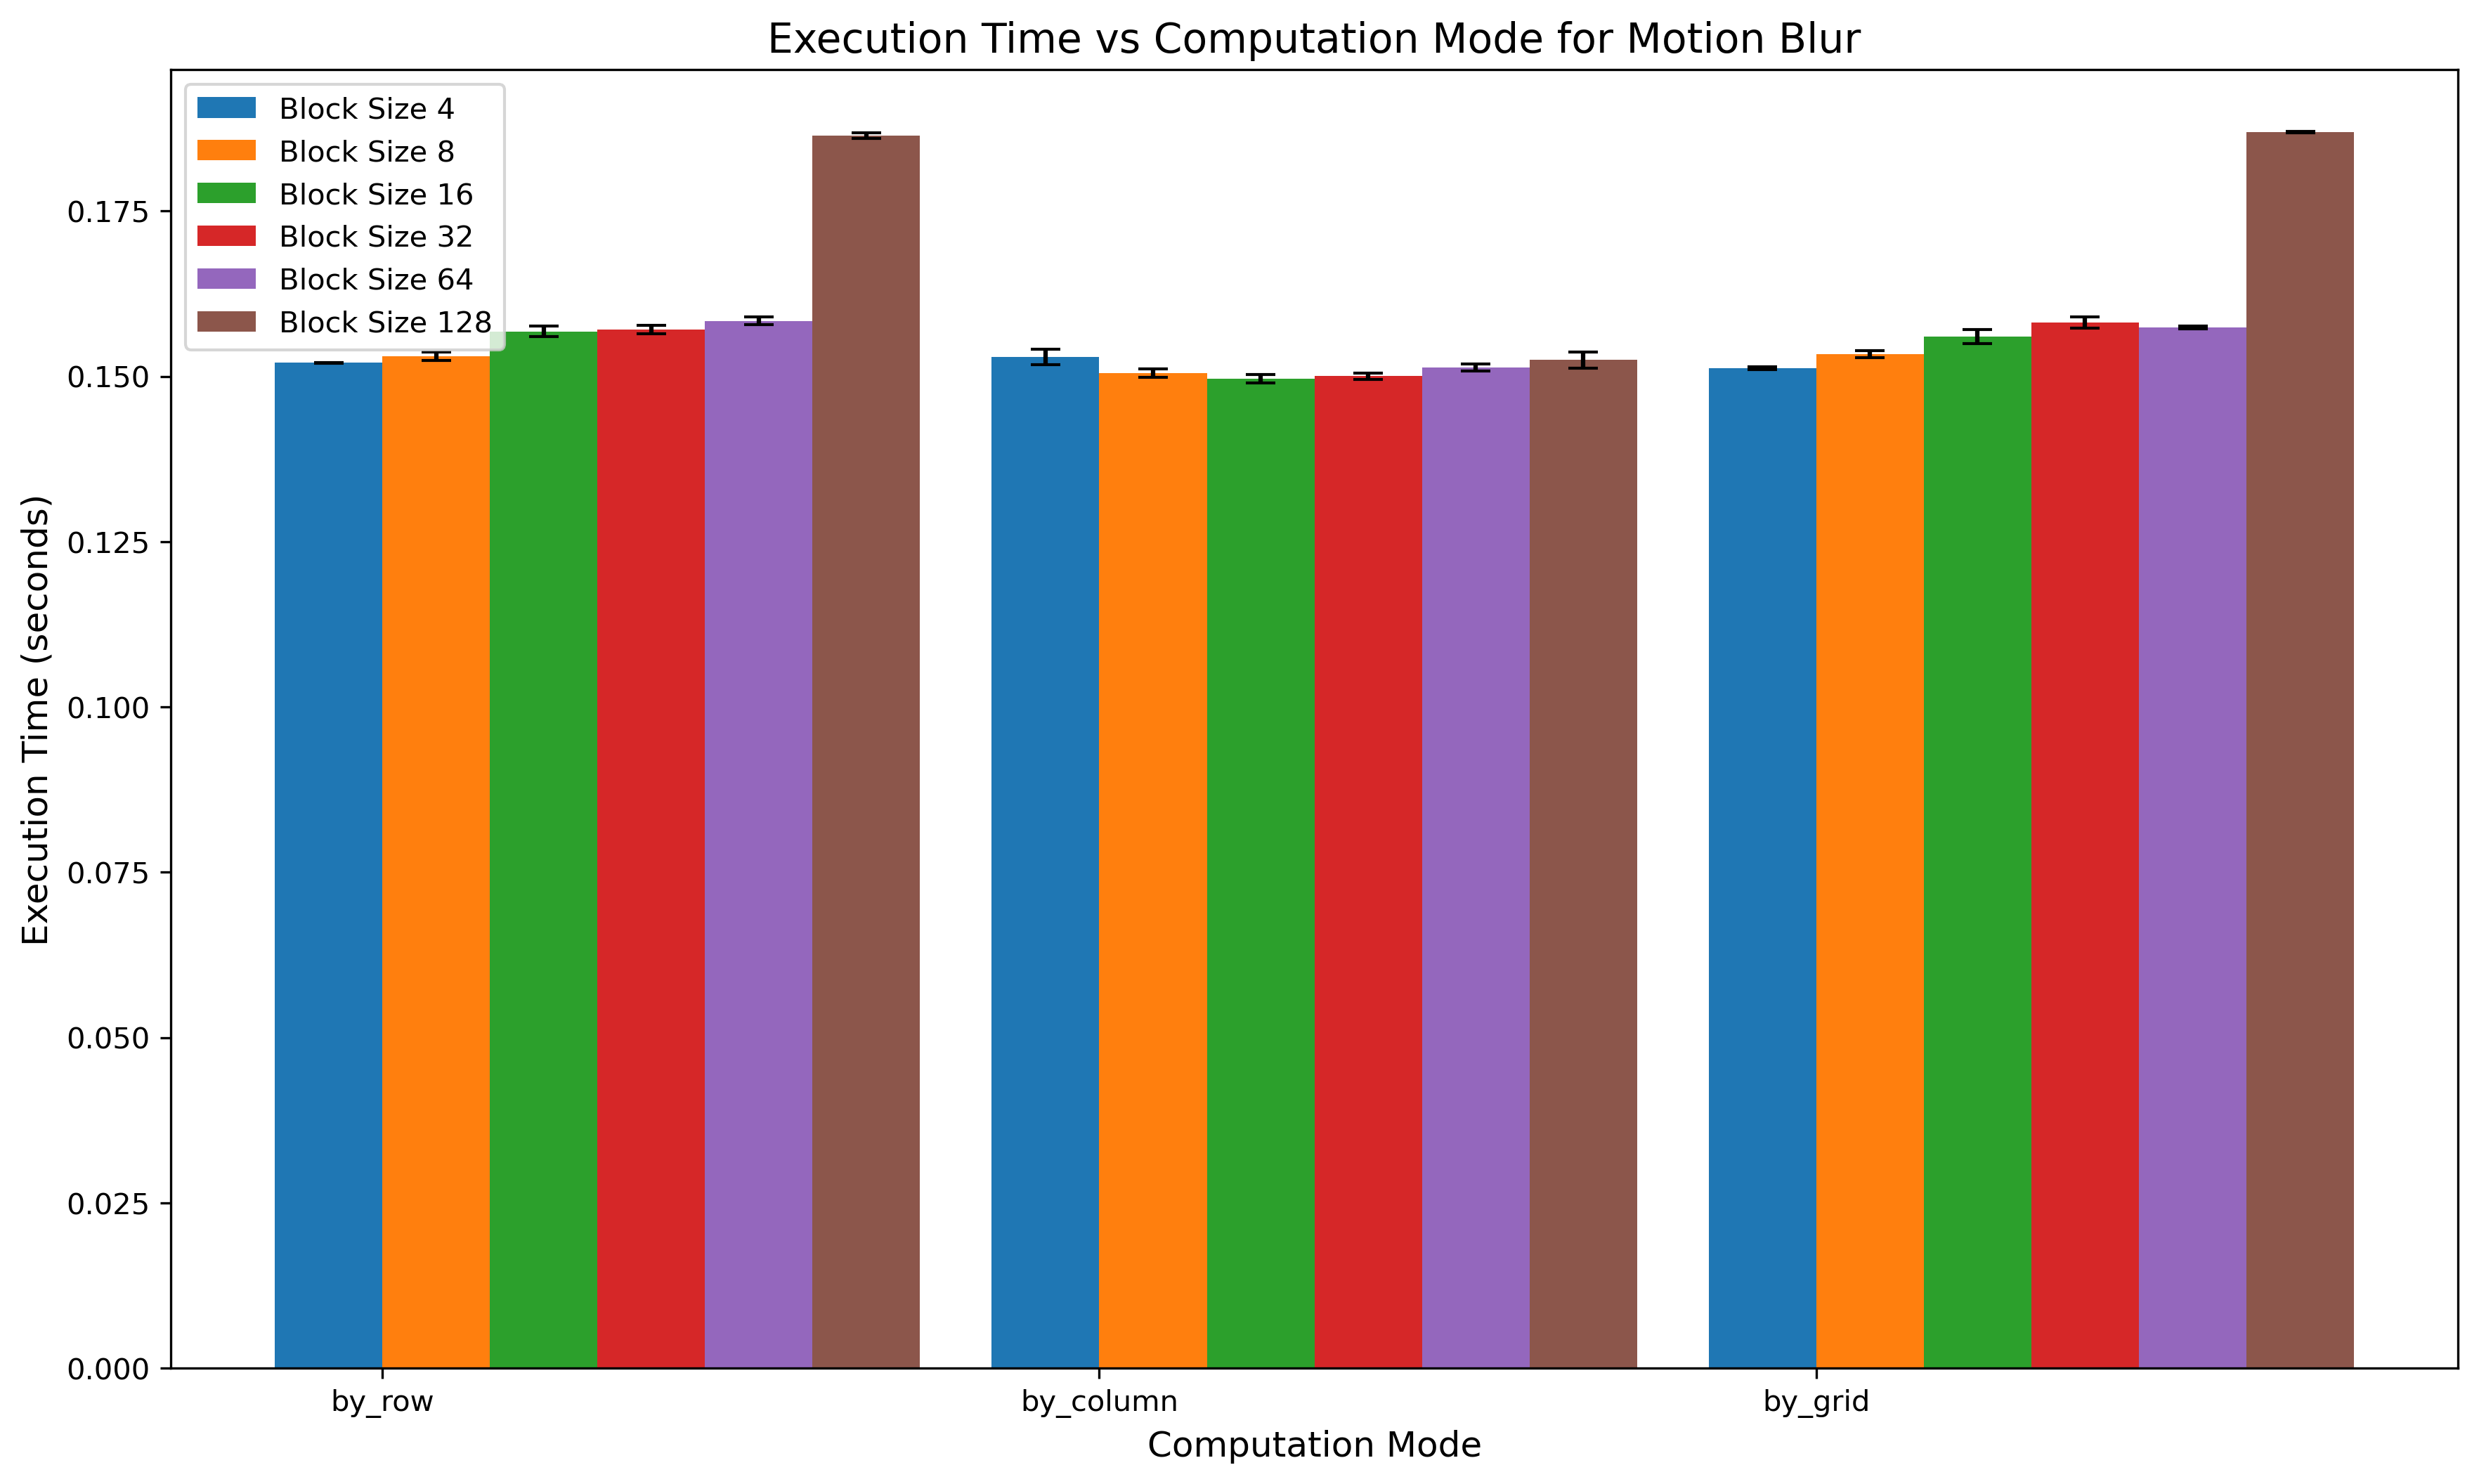 Execution Time vs Computation Mode for Motion Blur
Block Size 4
Block Size 8
Block Size 16
Block Size 32
Block Size 64
Block Size 128
Execution Time (seconds)
0.175
0.150
0.125
0.100
0.075
0.050
0.025
0.000
by_row
by_column
by_grid
Computation Mode